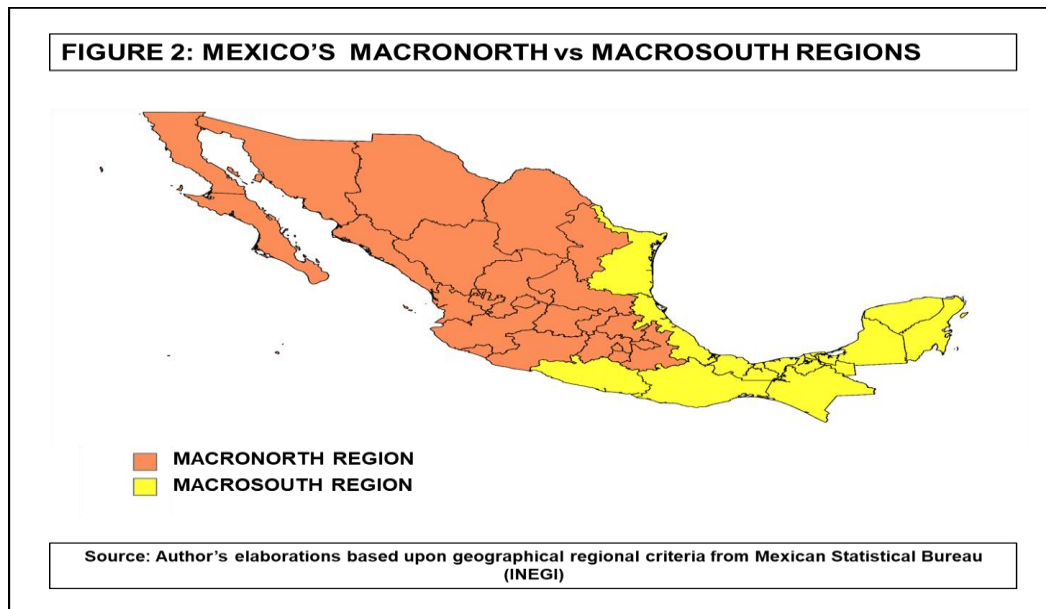 FIGURE 2: MEXICO'S MACRONORTH vs MACROSOUTH REGIONS
MACRONORTH REGION
MACROSOUTH REGION
Source: Author's elaborations based upon geographical regional criteria from Mexican Statistical Bureau
(INEGI)